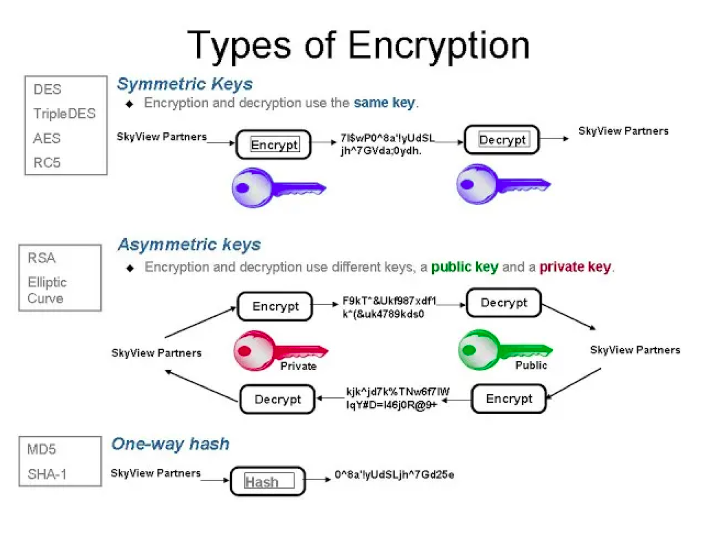 Types of Encryption
DES
TripleDES
AES
RC5
Symmetric Keys
◆ Encryption and decryption use the same key.
SkyView Partners
Encrypt
7!$wP0^8a'!yUdSL
jh^7GVda;0ydh.
Decrypt
SkyView Partners
RSA
Elliptic
Curve
Asymmetric keys
◆ Encryption and decryption use different keys, a public key and a private key.
Encrypt
F9kT^&Ukf987xdf1
k^(&uk4789kds0
Decrypt
SkyView Partners
Private
Public
SkyView Partners
Decrypt
kjk^jd7k%TNw6f7lW
lqY#D=l46j0R@9+
Encrypt
MD5
SHA-1
One-way hash
SkyView Partners
Hash
0^8a'!yUdSLjh^7Gd25e